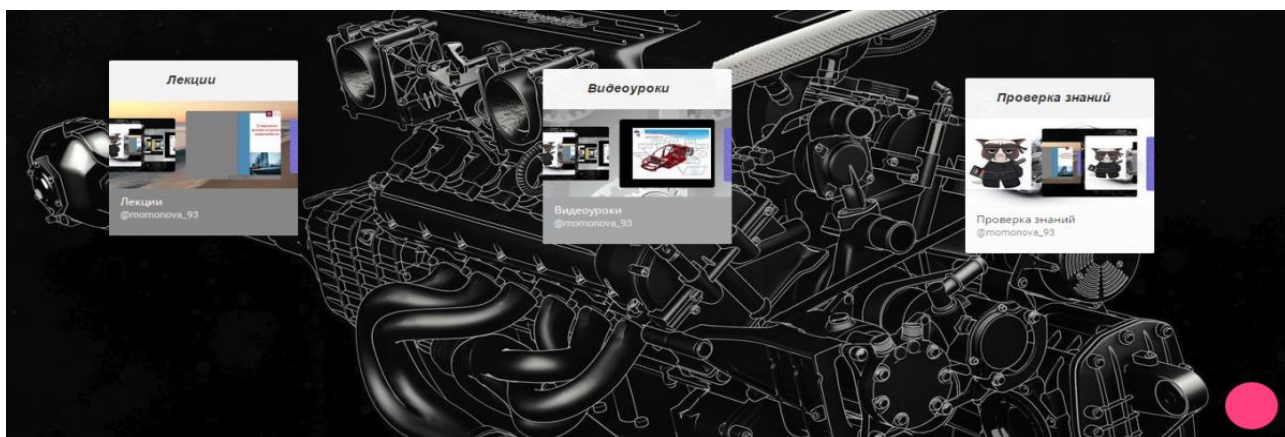 Лекции
Лекции
@momonova_93
Видеоуроки
Видеоуроки
@momonova_93
Проверка знаний
Проверка знаний
@momonova_93